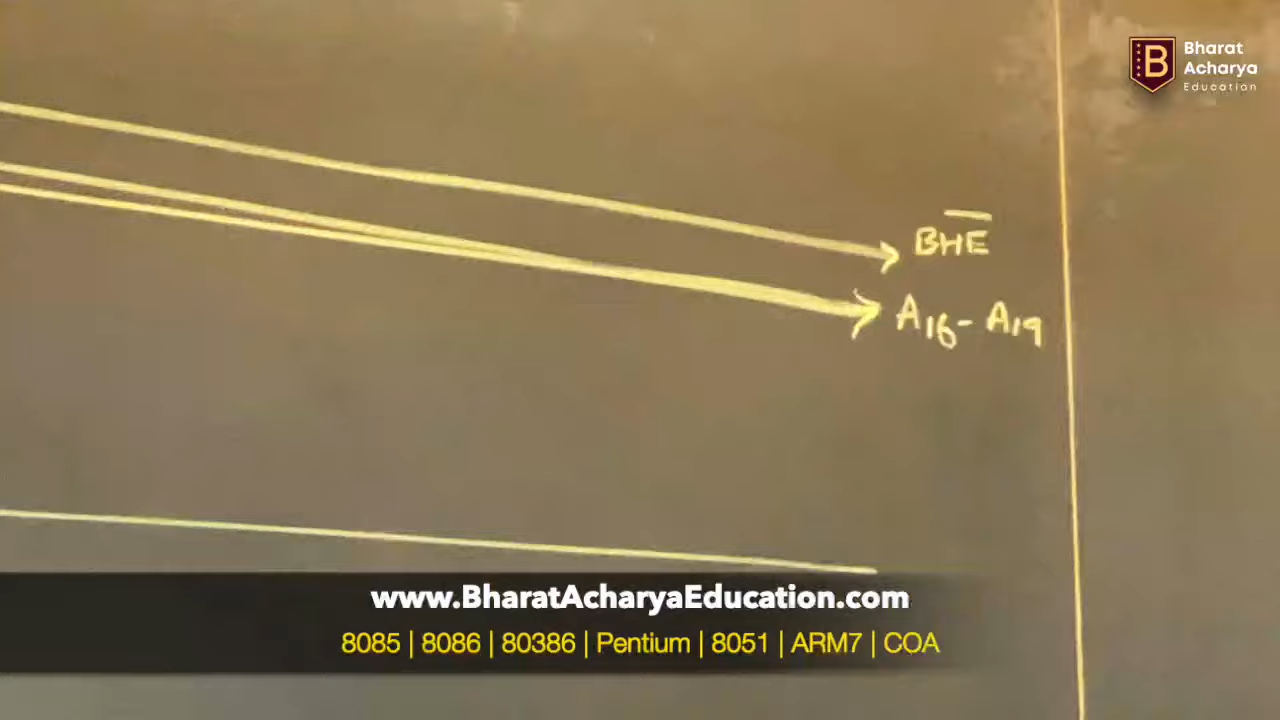 Bharat
Acharya
Education
B
BHE
A16 - A19
www.BharatAcharyaEducation.com
8085 | 8086 | 80386 | Pentium | 8051 | ARM7 | COA